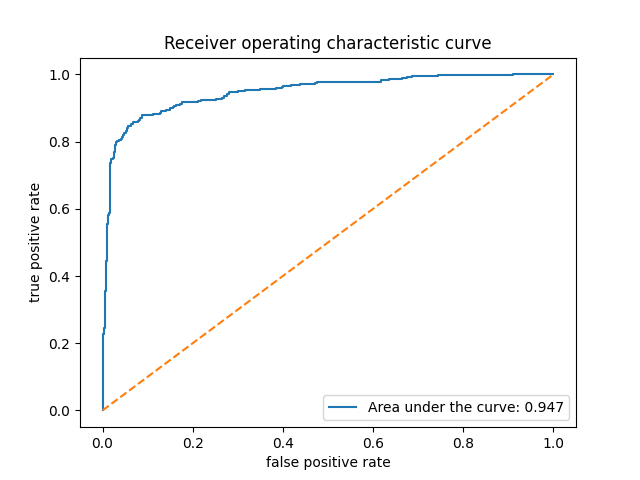 Receiver operating characteristic curve
true positive rate
1.0
0.8
0.6
0.4
0.2
0.0
Area under the curve: 0.947
0.0 0.2 0.4 0.6 0.8 1.0
false positive rate